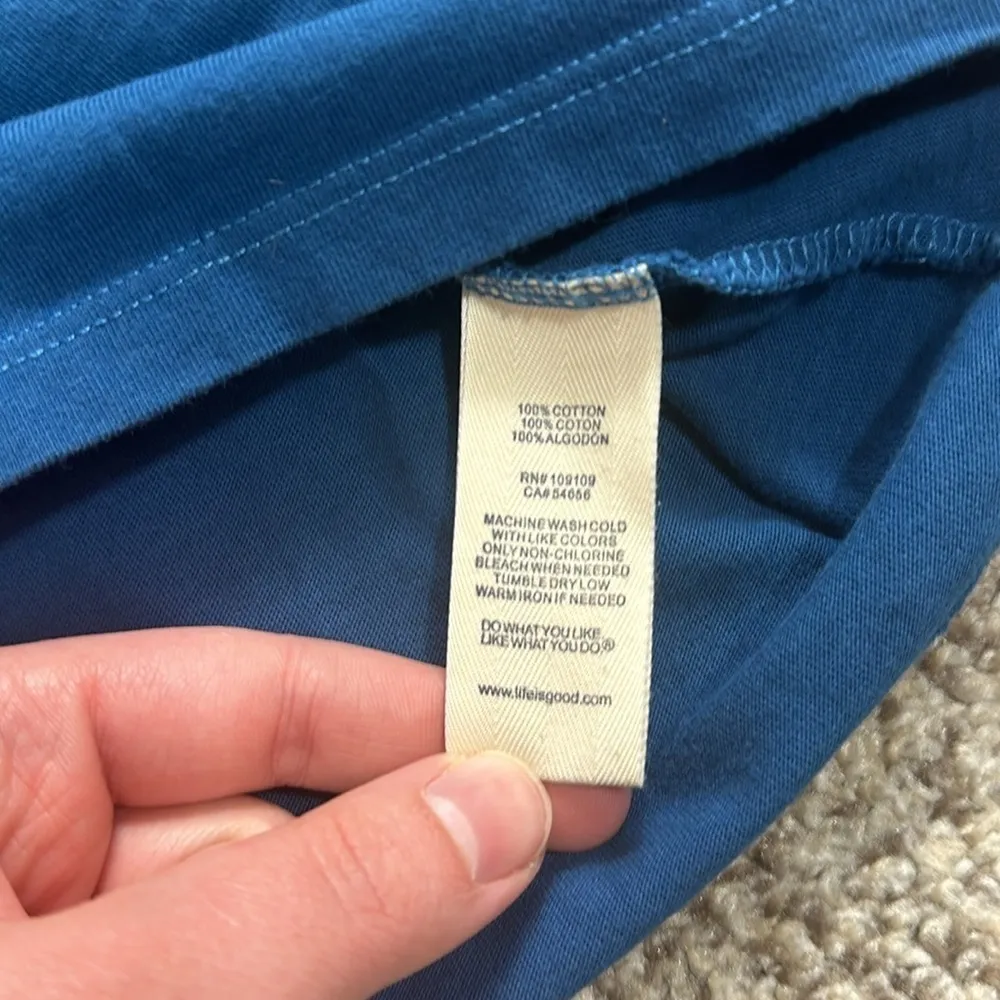 100% COTTON
100% COTON
100% ALGODÓN
RN# 109109
CA# 54656
MACHINE WASH COLD
WITH LIKE COLORS
ONLY NON-CHLORINE
BLEACH WHEN NEEDED
TUMBLE DRY LOW
WARM IRON IF NEEDED
DO WHAT YOU LIKE
LIKE WHAT YOU DO®
www.lifeisgood.com